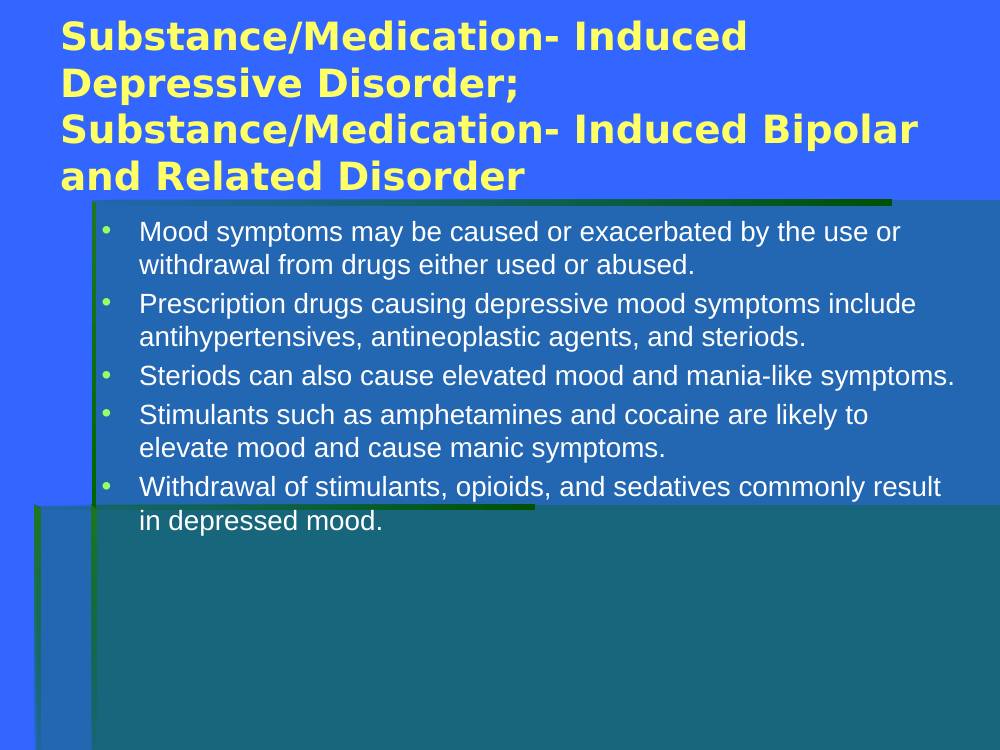 Substance/Medication- Induced
Depressive Disorder;
Substance/Medication- Induced Bipolar
and Related Disorder
• Mood symptoms may be caused or exacerbated by the use or
withdrawal from drugs either used or abused.
• Prescription drugs causing depressive mood symptoms include
antihypertensives, antineoplastic agents, and steriods.
• Steriods can also cause elevated mood and mania-like symptoms.
• Stimulants such as amphetamines and cocaine are likely to
elevate mood and cause manic symptoms.
• Withdrawal of stimulants, opioids, and sedatives commonly result
in depressed mood.